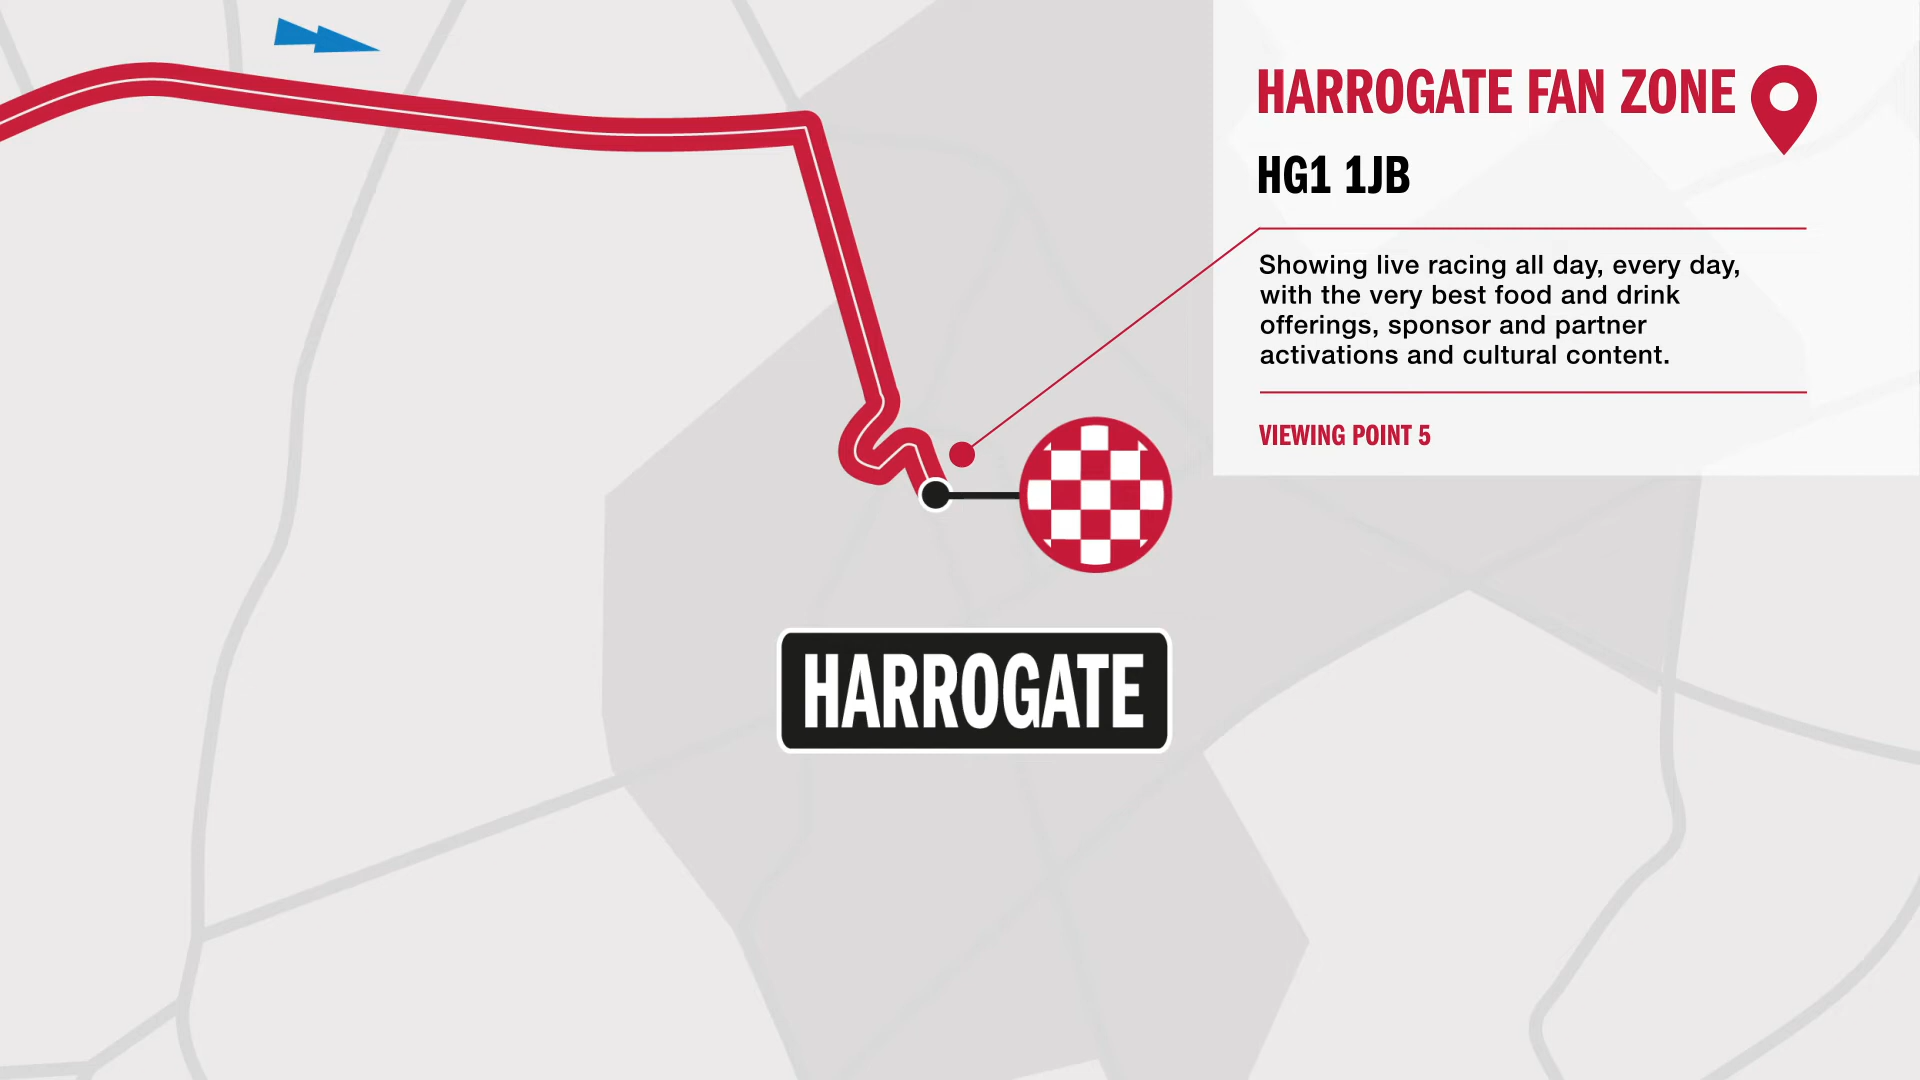 HARROGATE FAN ZONE
HG1 1JB
Showing live racing all day, every day,
with the very best food and drink
offerings, sponsor and partner
activations and cultural content.
VIEWING POINT 5
HARROGATE